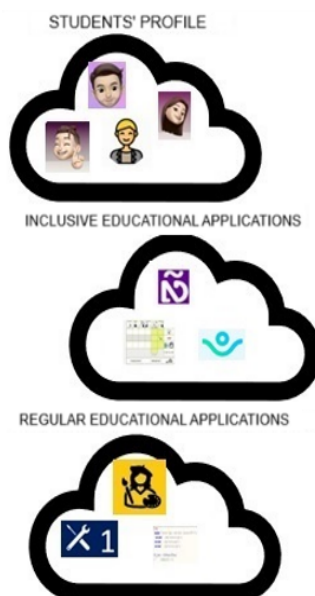 STUDENTS' PROFILE
INCLUSIVE EDUCATIONAL APPLICATIONS
ñ
REGULAR EDUCATIONAL APPLICATIONS
1